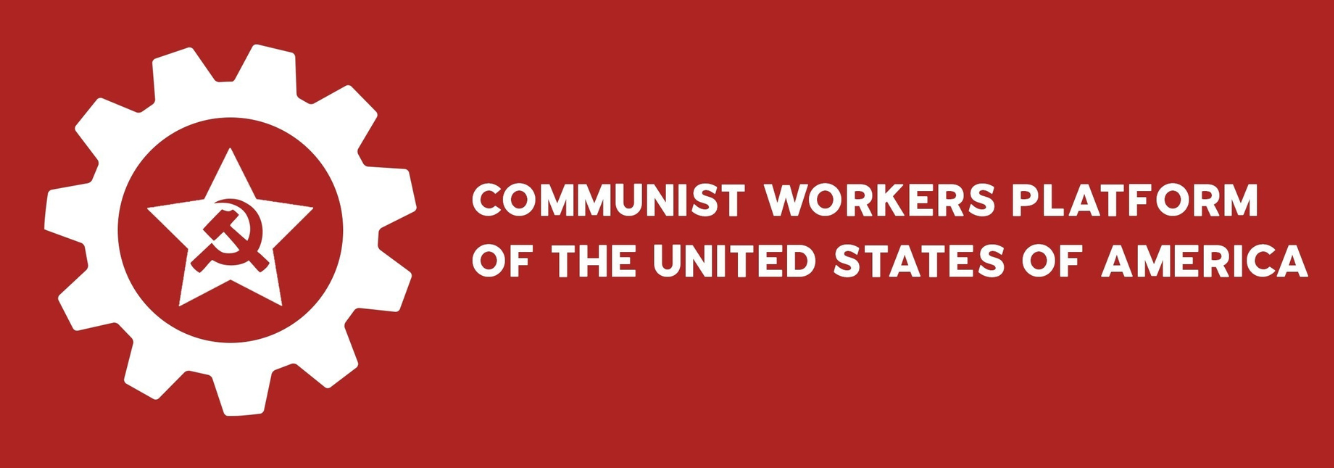 COMMUNIST WORKERS PLATFORM
OF THE UNITED STATES OF AMERICA